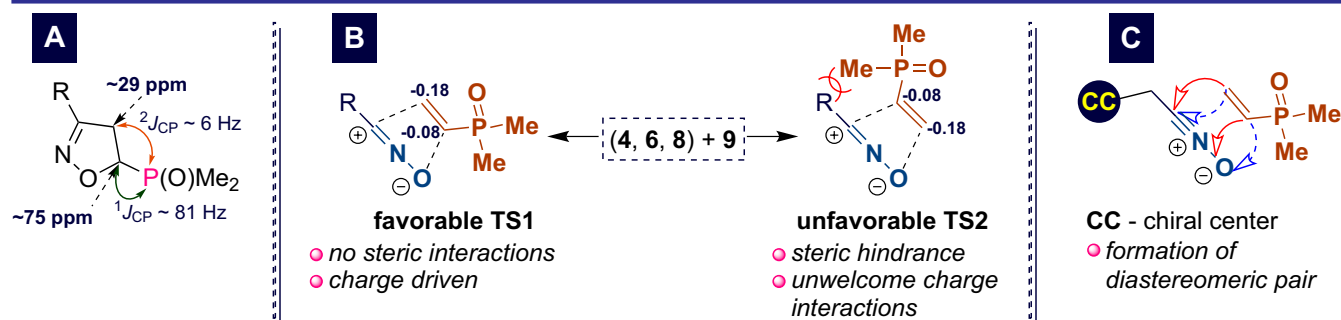 A
R
~29 ppm
²J_CP ~ 6 Hz
N
O
P(O)Me₂
~75 ppm
¹J_CP ~ 81 Hz
B
R
-0.18
-0.08
O
P
Me
Me
⊕
N
O
⊖
favorable TS1
no steric interactions
charge driven
(4, 6, 8) + 9
Me
Me
P=O
R
-0.08
-0.18
⊕
N
O
⊖
unfavorable TS2
steric hindrance
unwelcome charge
interactions
C
CC
O
P
Me
Me
⊕
N
O
⊖
CC - chiral center
formation of
diastereomeric pair